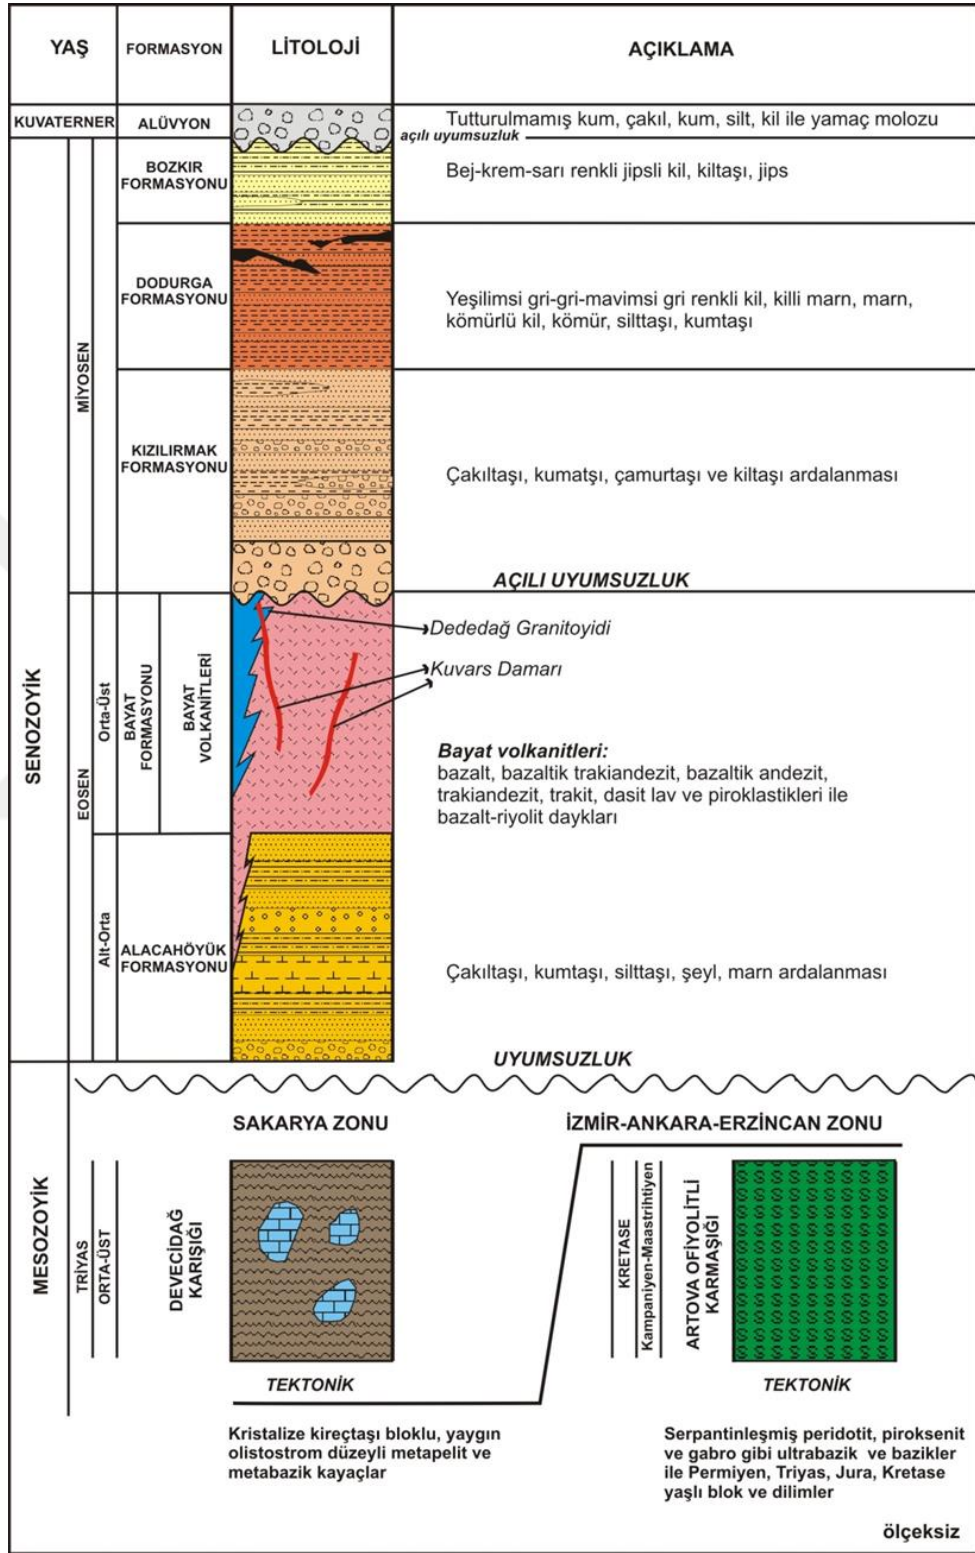 YAŞ
FORMASYON
LİTOLOJİ
AÇIKLAMA
KUVATERNER
ALÜVYON
Tutturulmamış kum, çakıl, kum, silt, kil ile yamaç molozu
açılı uyumsuzluk
SENOZOYİK
MİYOSEN
BOZKIR
FORMASYONU
Bej-krem-sarı renkli jipsli kil, kiltaşı, jips
DODURGA
FORMASYONU
Yeşilimsi gri-gri-mavimsi gri renkli kil, killi marn, marn,
kömürlü kil, kömür, silttaşı, kumtaşı
KIZILIRMAK
FORMASYONU
Çakıltaşı, kumatşı, çamurtaşı ve kiltaşı ardalanması
AÇILI UYUMSUZLUK
EOSEN
Orta-Üst
BAYAT
FORMASYONU
BAYAT
VOLKANİTLERİ
Dededağ Granitoyidi
Kuvars Damarı
Bayat volkanitleri:
bazalt, bazaltik trakiandezit, bazaltik andezit,
trakiandezit, trakit, dasit lav ve piroklastikleri ile
bazalt-riyolit daykları
Alt-Orta
ALACAHÖYÜK
FORMASYONU
Çakıltaşı, kumtaşı, silttaşı, şeyl, marn ardalanması
UYUMSUZLUK
MESOZOYİK
SAKARYA ZONU
İZMİR-ANKARA-ERZİNCAN ZONU
TRİYAS
ORTA-ÜST
DEVECİDAĞ
KARIŞIĞI
KRETASE
Kampaniyen-Maastrihtiyen
ARTOVA OFİYOLİTLİ
KARMAŞIĞI
TEKTONİK
TEKTONİK
Kristalize kireçtaşı bloklu, yaygın
olistostrom düzeyli metapelit ve
metabazik kayaçlar
Serpantinleşmiş peridotit, piroksenit
ve gabro gibi ultrabazik ve bazikler
ile Permiyen, Triyas, Jura, Kretase
yaşlı blok ve dilimler
ölçeksiz